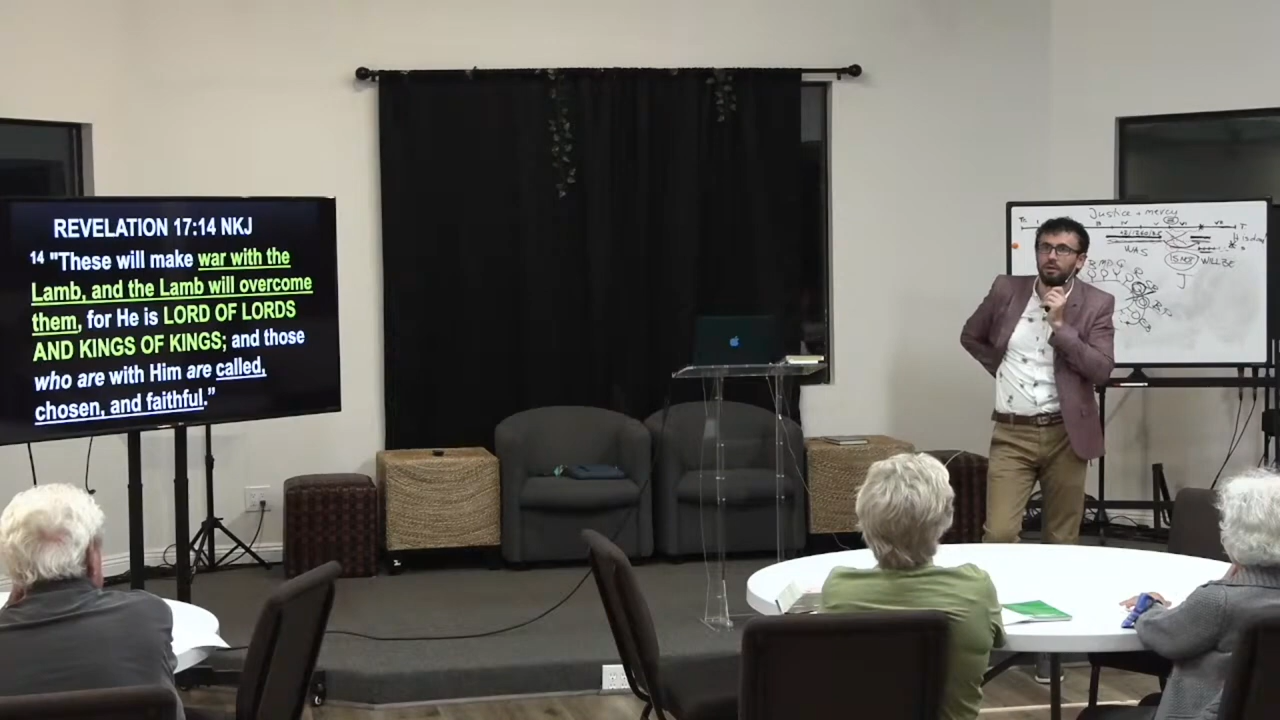 REVELATION 17:14 NKJ
14 "These will make war with the
Lamb, and the Lamb will overcome
them, for He is LORD OF LORDS
AND KINGS OF KINGS; and those
who are with Him are called,
chosen, and faithful."
Justice + mercy
WAS
IS NOT WILL BE
J